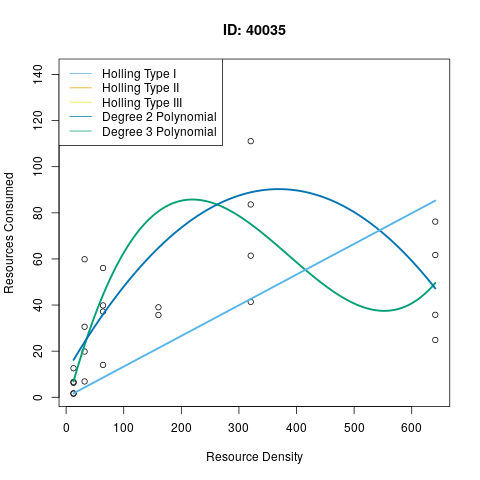 ID: 40035
Holling Type I
Holling Type II
Holling Type III
Degree 2 Polynomial
Degree 3 Polynomial
Resources Consumed
140
120
100
80
60
40
20
0
0 100 200 300 400 500 600
Resource Density